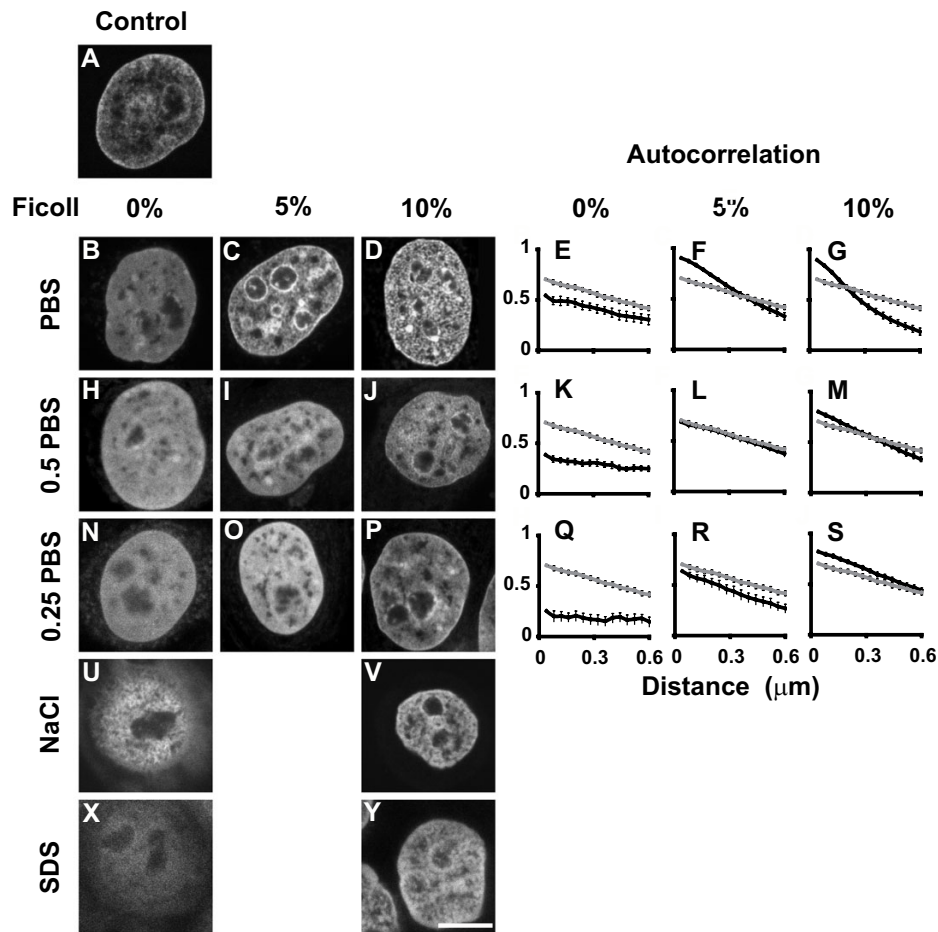 Control
A
Autocorrelation
Ficoll 0% 5% 10% 0% 5% 10%
PBS
B C D E F G
1
0.5
0
H I J K L M
0.5 PBS
1
0.5
0
N O P Q R S
0.25 PBS
1
0.5
0
0 0.3 0.6 0 0.3 0.6 0 0.3 0.6
Distance (μm)
U V
NaCl
X Y
SDS